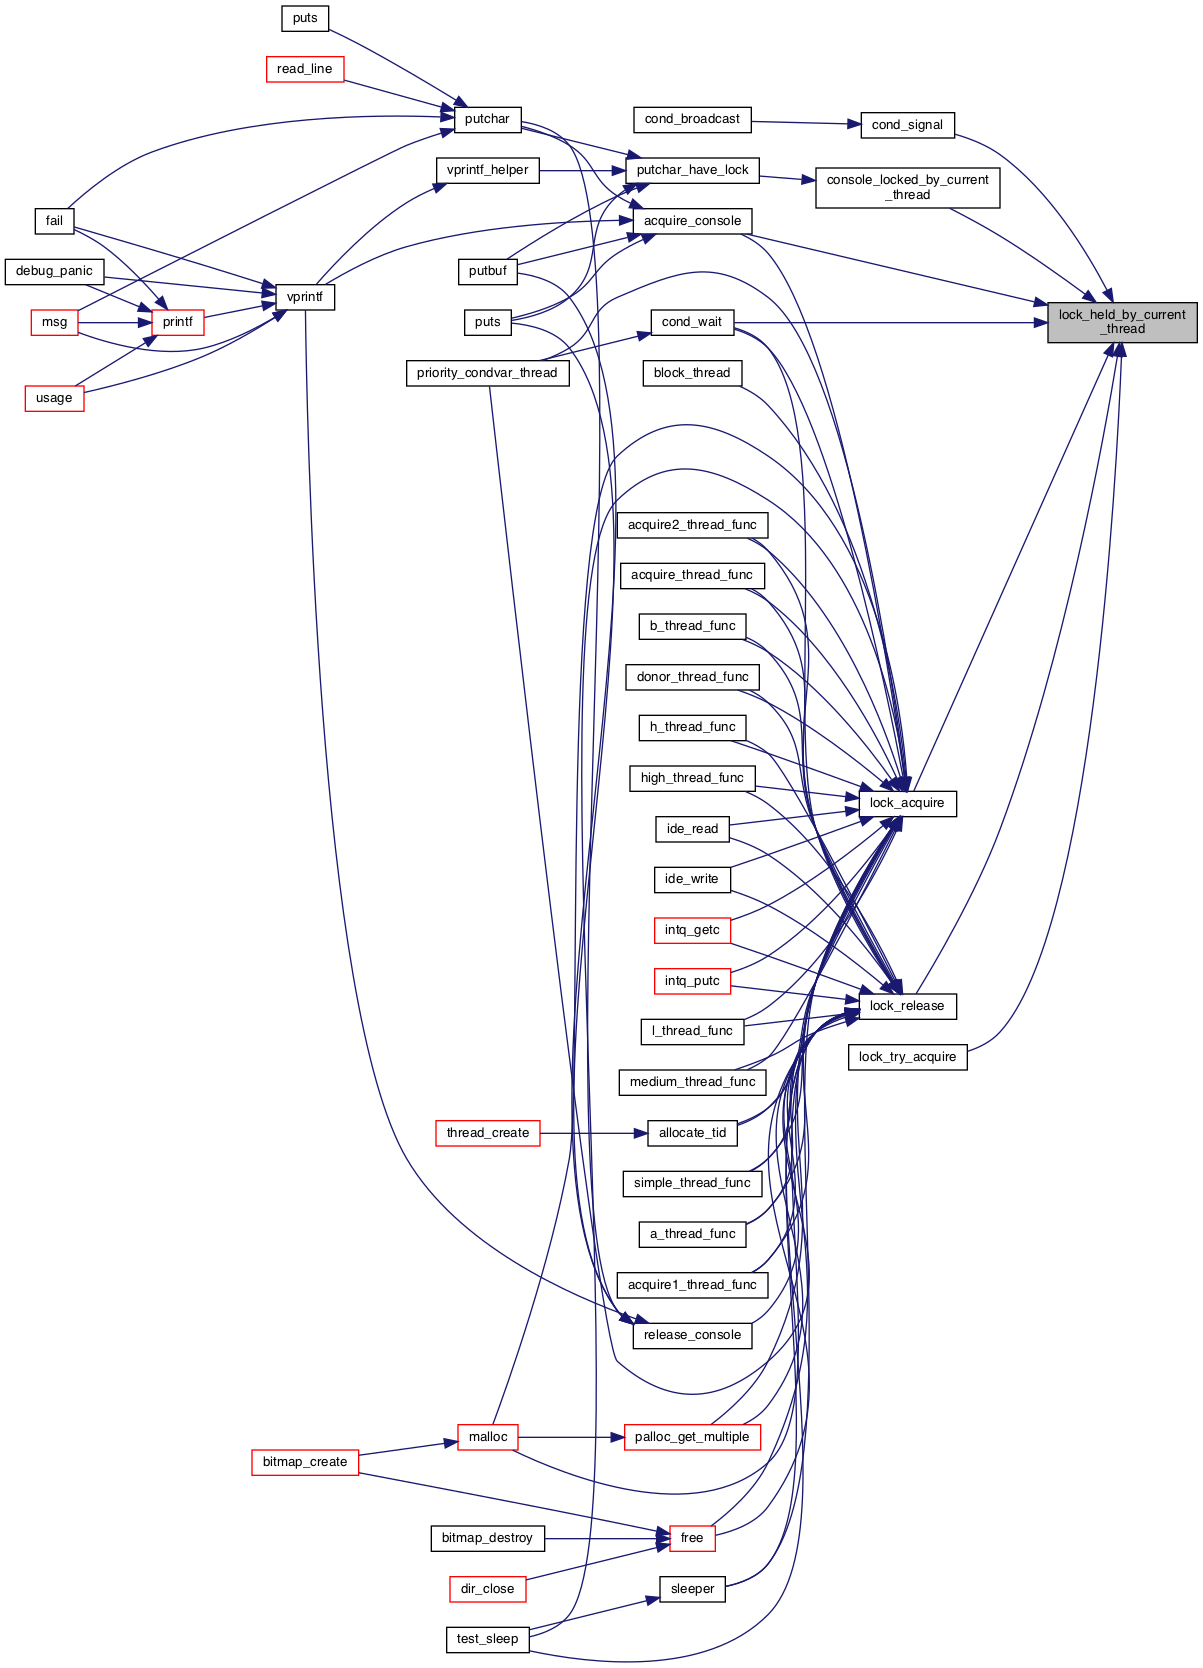 puts
read_line
putchar
cond_broadcast
cond_signal
vprintf_helper
putchar_have_lock
console_locked_by_current
_thread
fail
acquire_console
debug_panic
putbuf
vprintf
msg
printf
puts
cond_wait
lock_held_by_current
_thread
priority_condvar_thread
block_thread
usage
acquire2_thread_func
acquire_thread_func
b_thread_func
donor_thread_func
h_thread_func
high_thread_func
lock_acquire
ide_read
ide_write
intq_getc
intq_putc
lock_release
l_thread_func
lock_try_acquire
medium_thread_func
thread_create
allocate_tid
simple_thread_func
a_thread_func
acquire1_thread_func
release_console
malloc
palloc_get_multiple
bitmap_create
bitmap_destroy
free
dir_close
sleeper
test_sleep